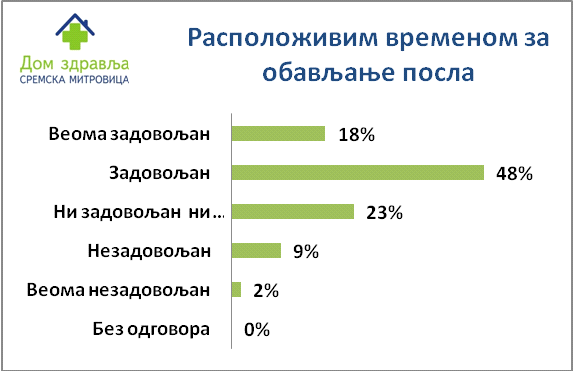 Дом здравља
СРЕМСКА МИТРОВИЦА
Расположивим временом за
обављање посла
Веома задовољан 18%
Задовољан 48%
Ни задовољан ни... 23%
Незадовољан 9%
Веома незадовољан 2%
Без одговора 0%